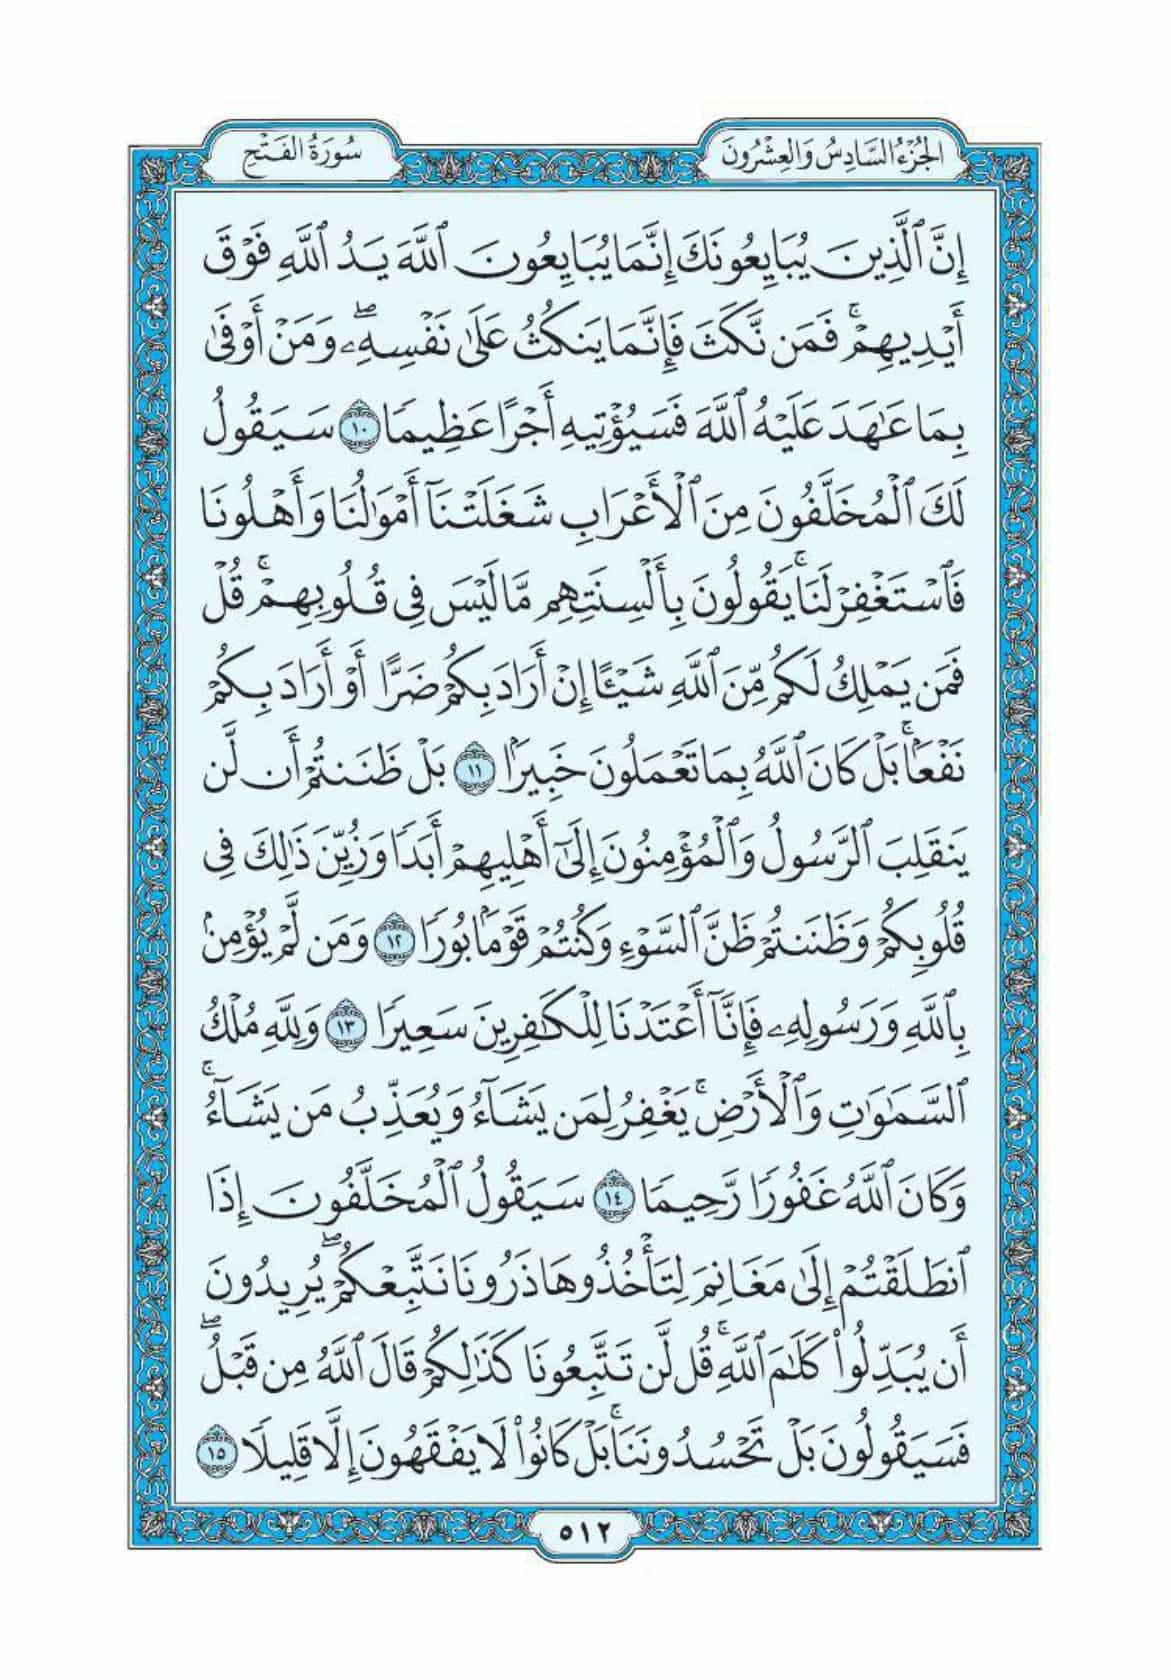 الجُزْءُ السَّادِسُ وَالعِشْرُونَ
سُورَةُ الفَتْحِ
إِنَّ ٱلَّذِينَ يُبَايِعُونَكَ إِنَّمَا يُبَايِعُونَ ٱللَّهَ يَدُ ٱللَّهِ فَوْقَ
أَيْدِيهِمْۚ فَمَن نَّكَثَ فَإِنَّمَا يَنكُثُ عَلَىٰ نَفْسِهِۦۖ وَمَنْ أَوْفَىٰ
بِمَا عَٰهَدَ عَلَيْهُ ٱللَّهَ فَسَيُؤْتِيهِ أَجْرًا عَظِيمًا ١٠ سَيَقُولُ
لَكَ ٱلْمُخَلَّفُونَ مِنَ ٱلْأَعْرَابِ شَغَلَتْنَآ أَمْوَٰلُنَا وَأَهْلُونَا
فَٱسْتَغْفِرْ لَنَاۚ يَقُولُونَ بِأَلْسِنَتِهِم مَّا لَيْسَ فِى قُلُوبِهِمْۚ قُلْ
فَمَن يَمْلِكُ لَكُم مِّنَ ٱللَّهِ شَيْـًٔا إِنْ أَرَادَ بِكُمْ ضَرًّا أَوْ أَرَادَ بِكُمْ
نَفْعَۢاۚ بَلْ كَانَ ٱللَّهُ بِمَا تَعْمَلُونَ خَبِيرَۢا ١١ بَلْ ظَنَنتُمْ أَن لَّن
يَنقَلِبَ ٱلرَّسُولُ وَٱلْمُؤْمِنُونَ إِلَىٰٓ أَهْلِيهِمْ أَبَدًا وَزُيِّنَ ذَٰلِكَ فِى
قُلُوبِكُمْ وَظَنَنتُمْ ظَنَّ ٱلسَّوْءِ وَكُنتُمْ قَوْمَۢا بُورًا ١٢ وَمَن لَّمْ يُؤْمِنۢ
بِٱللَّهِ وَرَسُولِهِۦ فَإِنَّآ أَعْتَدْنَا لِلْكَٰفِرِينَ سَعِيرًا ١٣ وَلِلَّهِ مُلْكُ
ٱلسَّمَٰوَٰتِ وَٱلْأَرْضِۚ يَغْفِرُ لِمَن يَشَآءُ وَيُعَذِّبُ مَن يَشَآءُۚ
وَكَانَ ٱللَّهُ غَفُورًا رَّحِيمًا ١٤ سَيَقُولُ ٱلْمُخَلَّفُونَ إِذَا
ٱنطَلَقْتُمْ إِلَىٰ مَغَانِمَ لِتَأْخُذُوهَا ذَرُونَا نَتَّبِعْكُمْۖ يُرِيدُونَ
أَن يُبَدِّلُوا۟ كَلَٰمَ ٱللَّهِۚ قُل لَّن تَتَّبِعُونَا كَذَٰلِكُمْ قَالَ ٱللَّهُ مِن قَبْلُۖ
فَسَيَقُولُونَ بَلْ تَحْسُدُونَنَاۚ بَلْ كَانُوا۟ لَا يَفْقَهُونَ إِلَّا قَلِيلًا ١٥
٥١٢